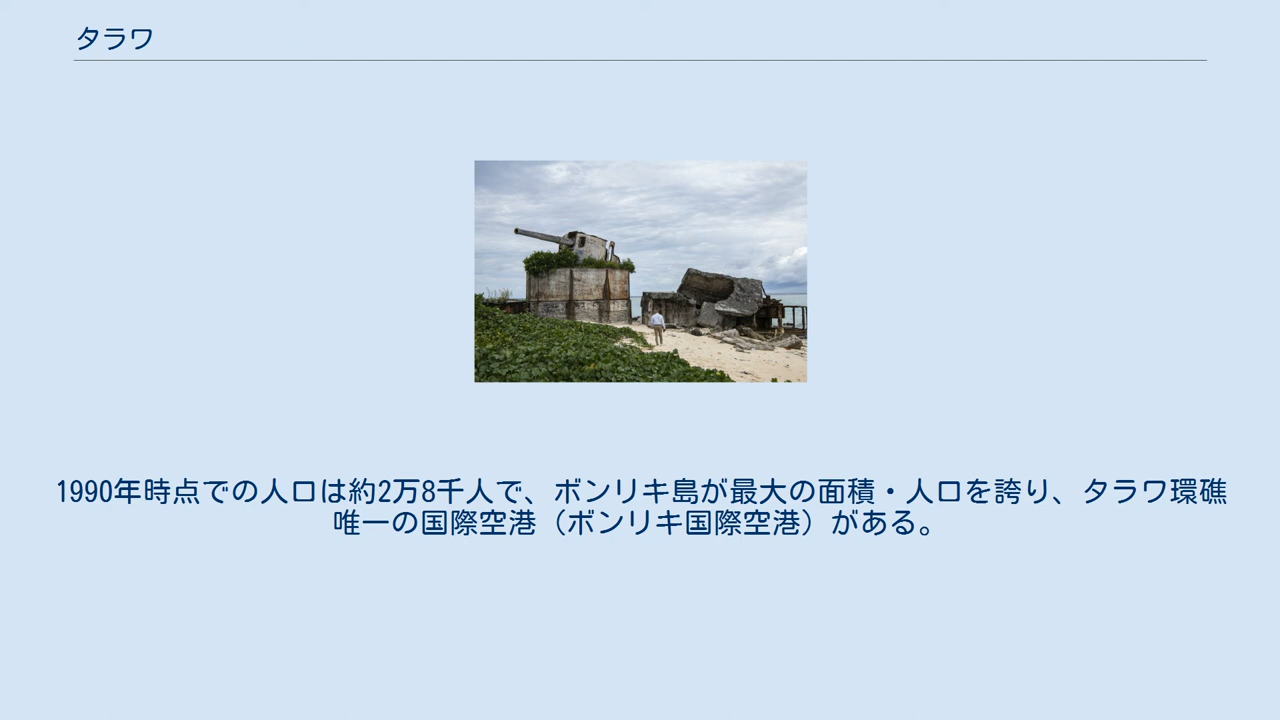 タラワ
1990年時点での人口は約2万8千人で、ボンリキ島が最大の面積・人口を誇り、タラワ環礁
唯一の国際空港（ボンリキ国際空港）がある。